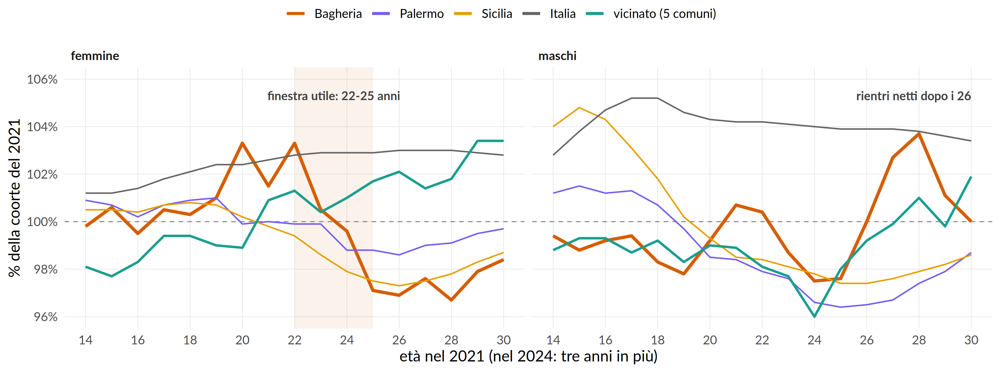 Bagheria Palermo Sicilia Italia vicinato (5 comuni)
femmine
maschi
finestra utile: 22-25 anni
rientri netti dopo i 26
% della coorte del 2021
106%
104%
102%
100%
98%
96%
14 16 18 20 22 24 26 28 30
14 16 18 20 22 24 26 28 30
età nel 2021 (nel 2024: tre anni in più)